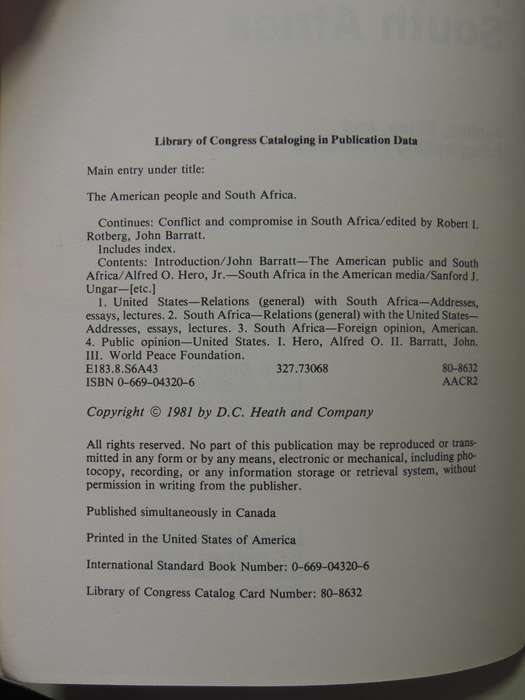 Library of Congress Cataloging in Publication Data
Main entry under title:
The American people and South Africa.
Continues: Conflict and compromise in South Africa/edited by Robert I.
Rotberg, John Barratt.
Includes index.
Contents: Introduction/John Barratt—The American public and South
Africa/Alfred O. Hero, Jr.—South Africa in the American media/Sanford J.
Ungar—[etc.]
1. United States—Relations (general) with South Africa—Addresses,
essays, lectures. 2. South Africa—Relations (general) with the United States—
Addresses, essays, lectures. 3. South Africa—Foreign opinion, American.
4. Public opinion—United States. I. Hero, Alfred O. II. Barratt, John.
III. World Peace Foundation.
E183.8.S6A43 327.73068 80-8632
ISBN 0-669-04320-6 AACR2
Copyright © 1981 by D.C. Heath and Company
All rights reserved. No part of this publication may be reproduced or trans-
mitted in any form or by any means, electronic or mechanical, including pho-
tocopy, recording, or any information storage or retrieval system, without
permission in writing from the publisher.
Published simultaneously in Canada
Printed in the United States of America
International Standard Book Number: 0-669-04320-6
Library of Congress Catalog Card Number: 80-8632